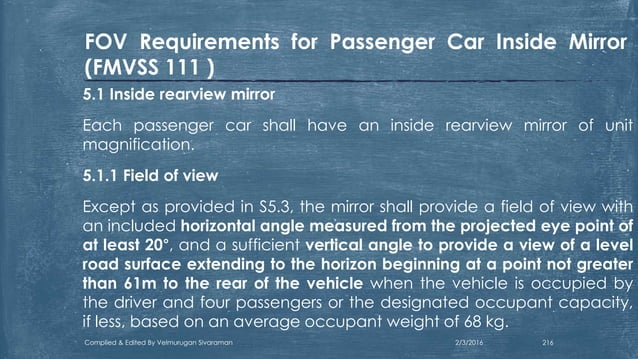 FOV Requirements for Passenger Car Inside Mirror
(FMVSS 111 )
5.1 Inside rearview mirror
Each passenger car shall have an inside rearview mirror of unit
magnification.
5.1.1 Field of view
Except as provided in S5.3, the mirror shall provide a field of view with
an included horizontal angle measured from the projected eye point of
at least 20°, and a sufficient vertical angle to provide a view of a level
road surface extending to the horizon beginning at a point not greater
than 61m to the rear of the vehicle when the vehicle is occupied by
the driver and four passengers or the designated occupant capacity,
if less, based on an average occupant weight of 68 kg.
Complied & Edited By Velmurugan Sivaraman 2/3/2016 216